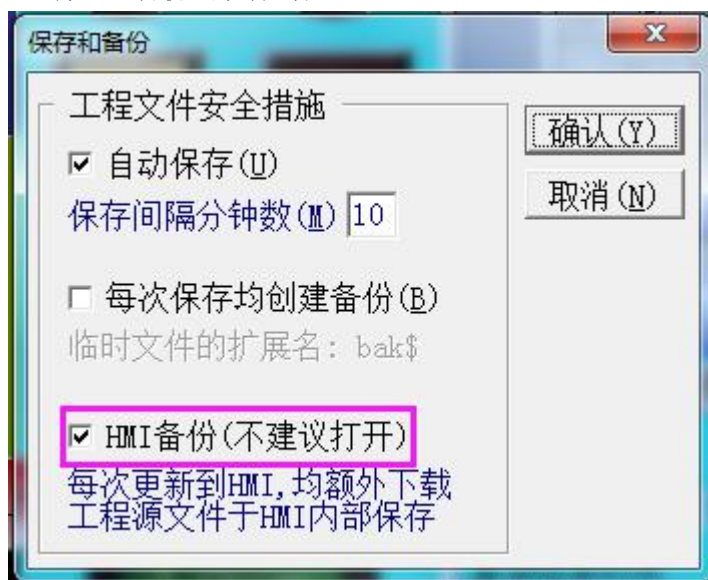 保存和备份
工程文件安全措施
自动保存(U)
保存间隔分钟数(M) 10
每次保存均创建备份(B)
临时文件的扩展名: bak$
HMI备份(不建议打开)
每次更新到HMI,均额外下载
工程源文件于HMI内部保存
确认(Y)
取消(N)